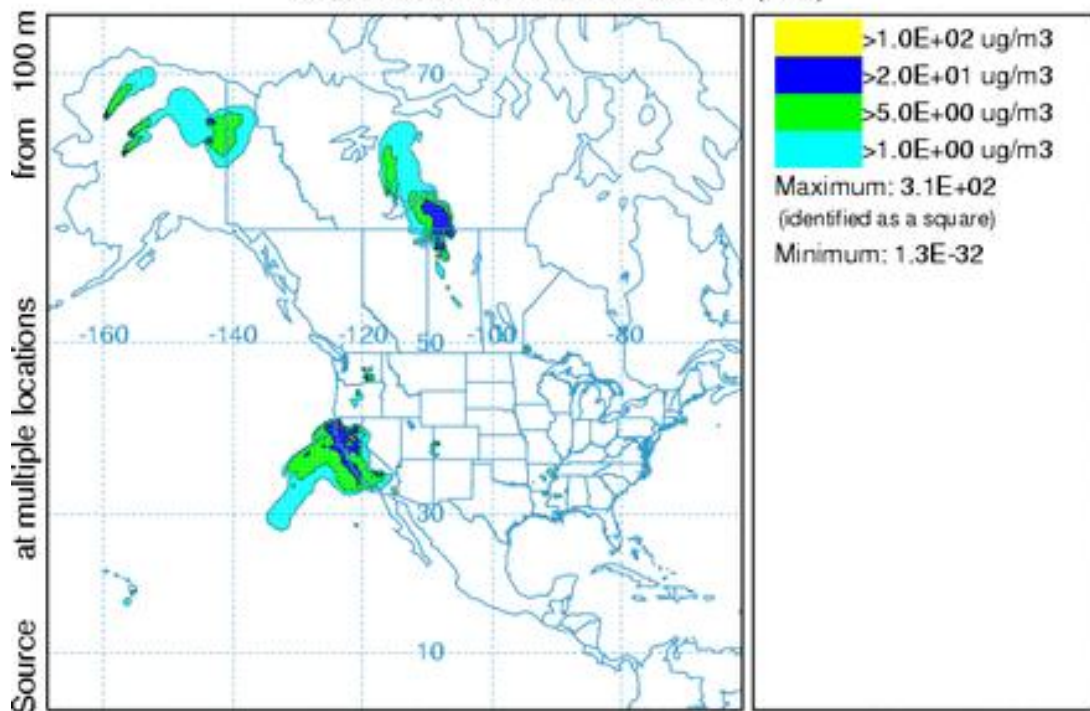 Source at multiple locations from 100 m
70
-160
-140
-120
50
-100
-80
30
10
>1.0E+02 ug/m3
>2.0E+01 ug/m3
>5.0E+00 ug/m3
>1.0E+00 ug/m3
Maximum: 3.1E+02
(identified as a square)
Minimum: 1.3E-32